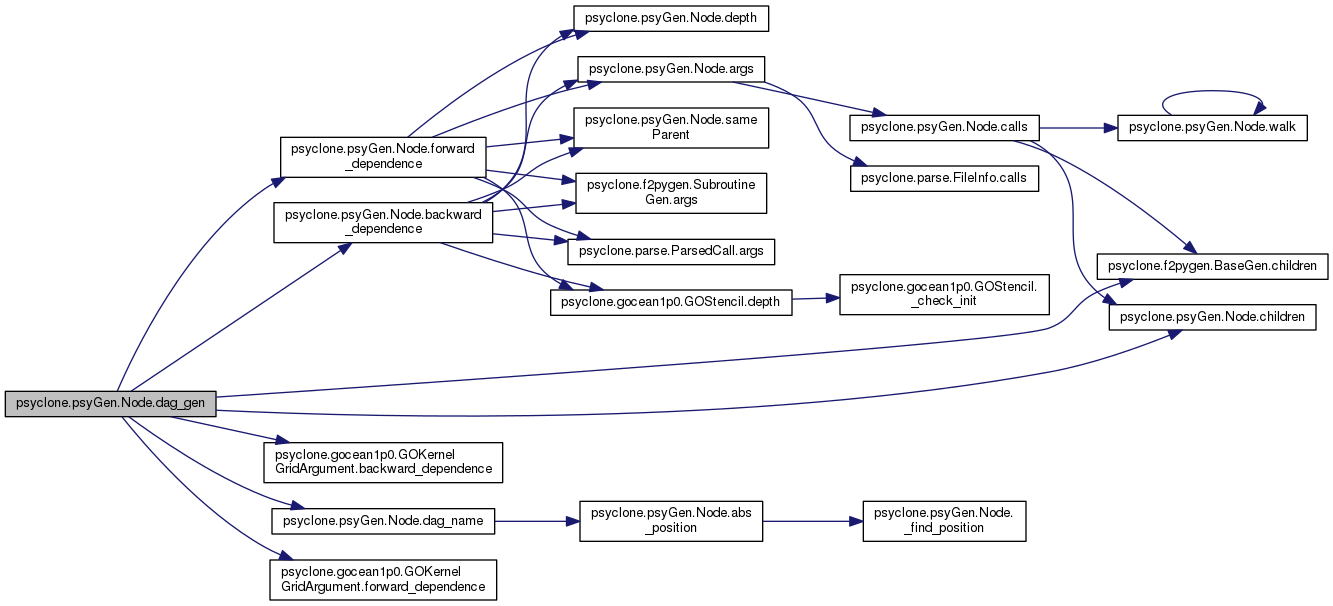 psyclone.psyGen.Node.depth
psyclone.psyGen.Node.args
psyclone.psyGen.Node.same
Parent
psyclone.psyGen.Node.calls
psyclone.psyGen.Node.walk
psyclone.psyGen.Node.forward
_dependence
psyclone.parse.FileInfo.calls
psyclone.f2pygen.Subroutine
Gen.args
psyclone.psyGen.Node.backward
_dependence
psyclone.parse.ParsedCall.args
psyclone.f2pygen.BaseGen.children
psyclone.gocean1p0.GOStencil.depth
psyclone.gocean1p0.GOStencil.
_check_init
psyclone.psyGen.Node.children
psyclone.psyGen.Node.dag_gen
psyclone.gocean1p0.GOKernel
GridArgument.backward_dependence
psyclone.psyGen.Node.dag_name
psyclone.psyGen.Node.abs
_position
psyclone.psyGen.Node.
_find_position
psyclone.gocean1p0.GOKernel
GridArgument.forward_dependence